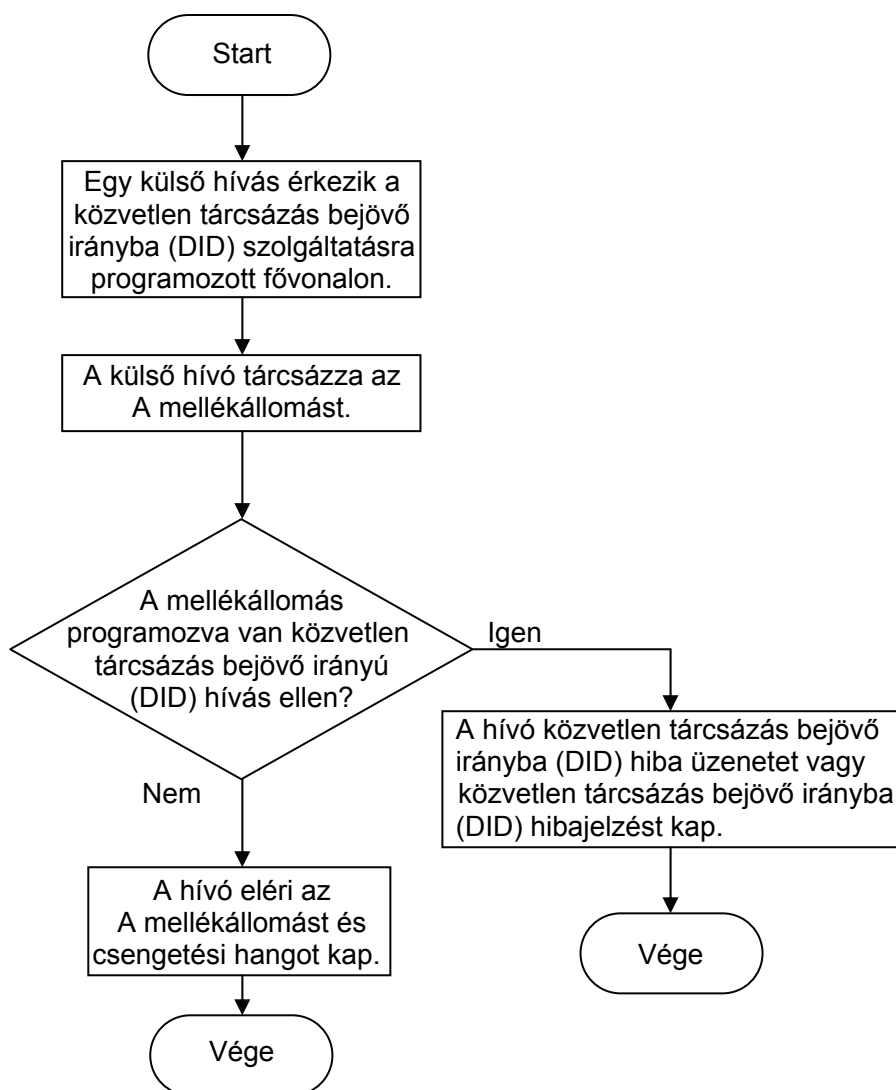 Start
Egy külső hívás érkezik a
közvetlen tárcsázás bejövő
irányba (DID) szolgáltatásra
programozott fővonalon.
A külső hívó tárcsázza az
A mellékállomást.
A mellékállomás
programozva van közvetlen
tárcsázás bejövő irányú
(DID) hívás ellen?
Igen
A hívó közvetlen tárcsázás bejövő
irányba (DID) hiba üzenetet vagy
közvetlen tárcsázás bejövő irányba
(DID) hibajelzést kap.
Vége
Nem
A hívó eléri az
A mellékállomást és
csengetési hangot kap.
Vége